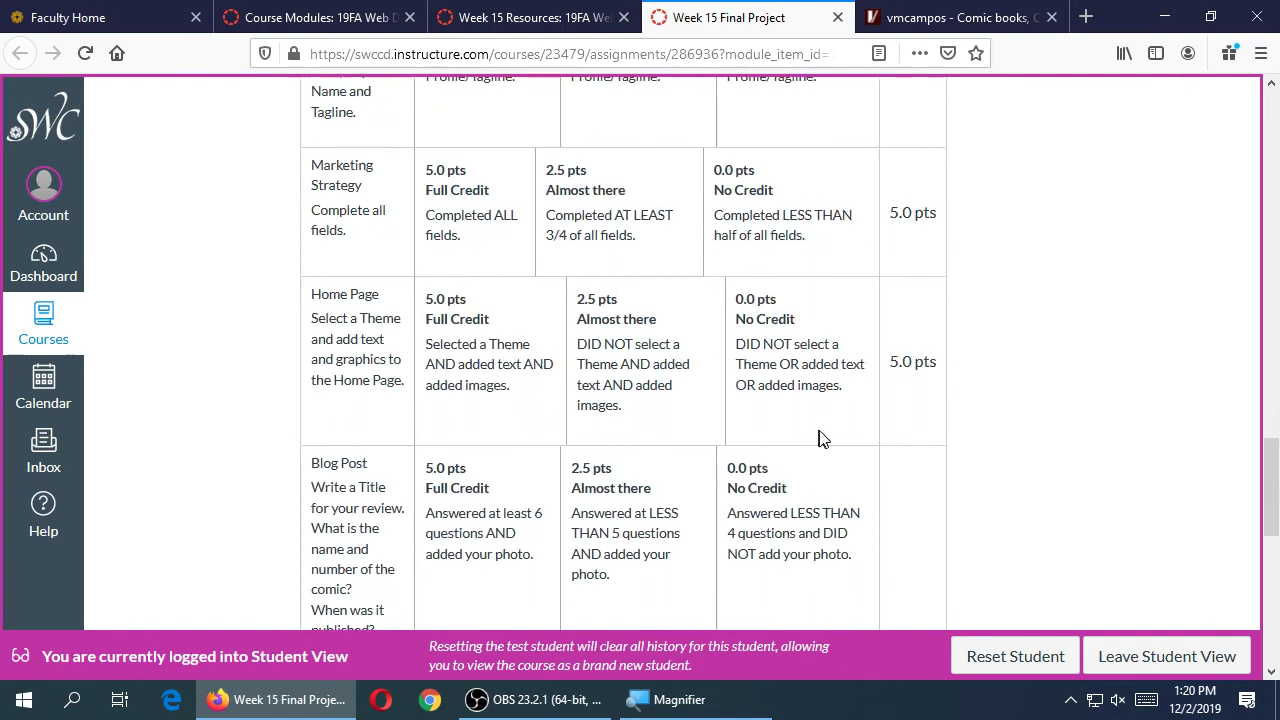 Faculty Home
Course Modules: 19FA Web D
Week 15 Resources: 19FA We
Week 15 Final Project
vmcampos - Comic books, C
https://swccd.instructure.com/courses/23479/assignments/286936?module_item_id=
SWC
Account
Dashboard
Courses
Calendar
Inbox
Help
Name and
Tagline.
Profile/Tagline.
Profile/Tagline.
Profile/Tagline.
Marketing
Strategy
Complete all
fields.
5.0 pts
Full Credit
Completed ALL
fields.
2.5 pts
Almost there
Completed AT LEAST
3/4 of all fields.
0.0 pts
No Credit
Completed LESS THAN
half of all fields.
5.0 pts
Home Page
Select a Theme
and add text
and graphics to
the Home Page.
5.0 pts
Full Credit
Selected a Theme
AND added text AND
added images.
2.5 pts
Almost there
DID NOT select a
Theme AND added
text AND added
images.
0.0 pts
No Credit
DID NOT select a
Theme OR added text
OR added images.
5.0 pts
Blog Post
Write a Title
for your review.
What is the
name and
number of the
comic?
When was it
published?
5.0 pts
Full Credit
Answered at least 6
questions AND
added your photo.
2.5 pts
Almost there
Answered at LESS
THAN 5 questions
AND added your
photo.
0.0 pts
No Credit
Answered LESS THAN
4 questions and DID
NOT add your photo.
You are currently logged into Student View
Resetting the test student will clear all history for this student, allowing
you to view the course as a brand new student.
Reset Student
Leave Student View
Week 15 Final Proje...
OBS 23.2.1 (64-bit, ...
Magnifier
1:20 PM
12/2/2019